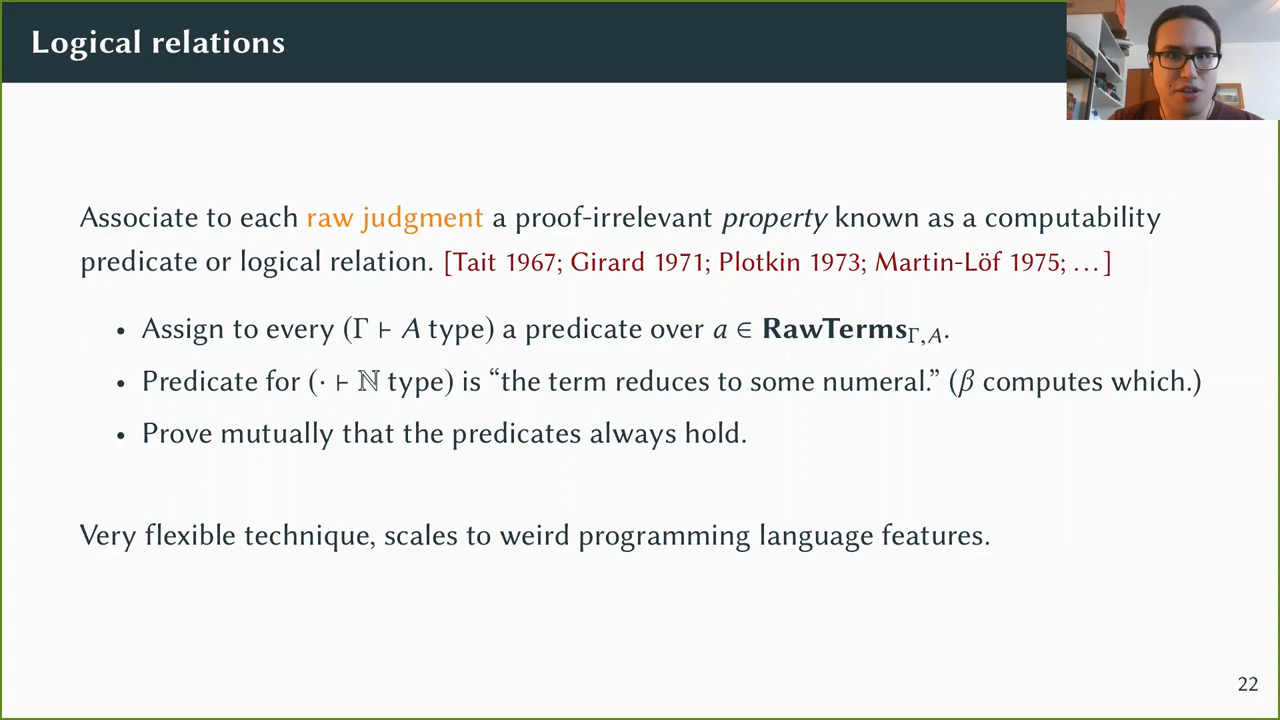 Logical relations
Associate to each raw judgment a proof-irrelevant property known as a computability
predicate or logical relation. [Tait 1967; Girard 1971; Plotkin 1973; Martin-Löf 1975; …]
• Assign to every (Γ ⊢ A type) a predicate over a ∈ RawTermsΓ,A.
• Predicate for (· ⊢ ℕ type) is “the term reduces to some numeral.” (β computes which.)
• Prove mutually that the predicates always hold.
Very flexible technique, scales to weird programming language features.
22